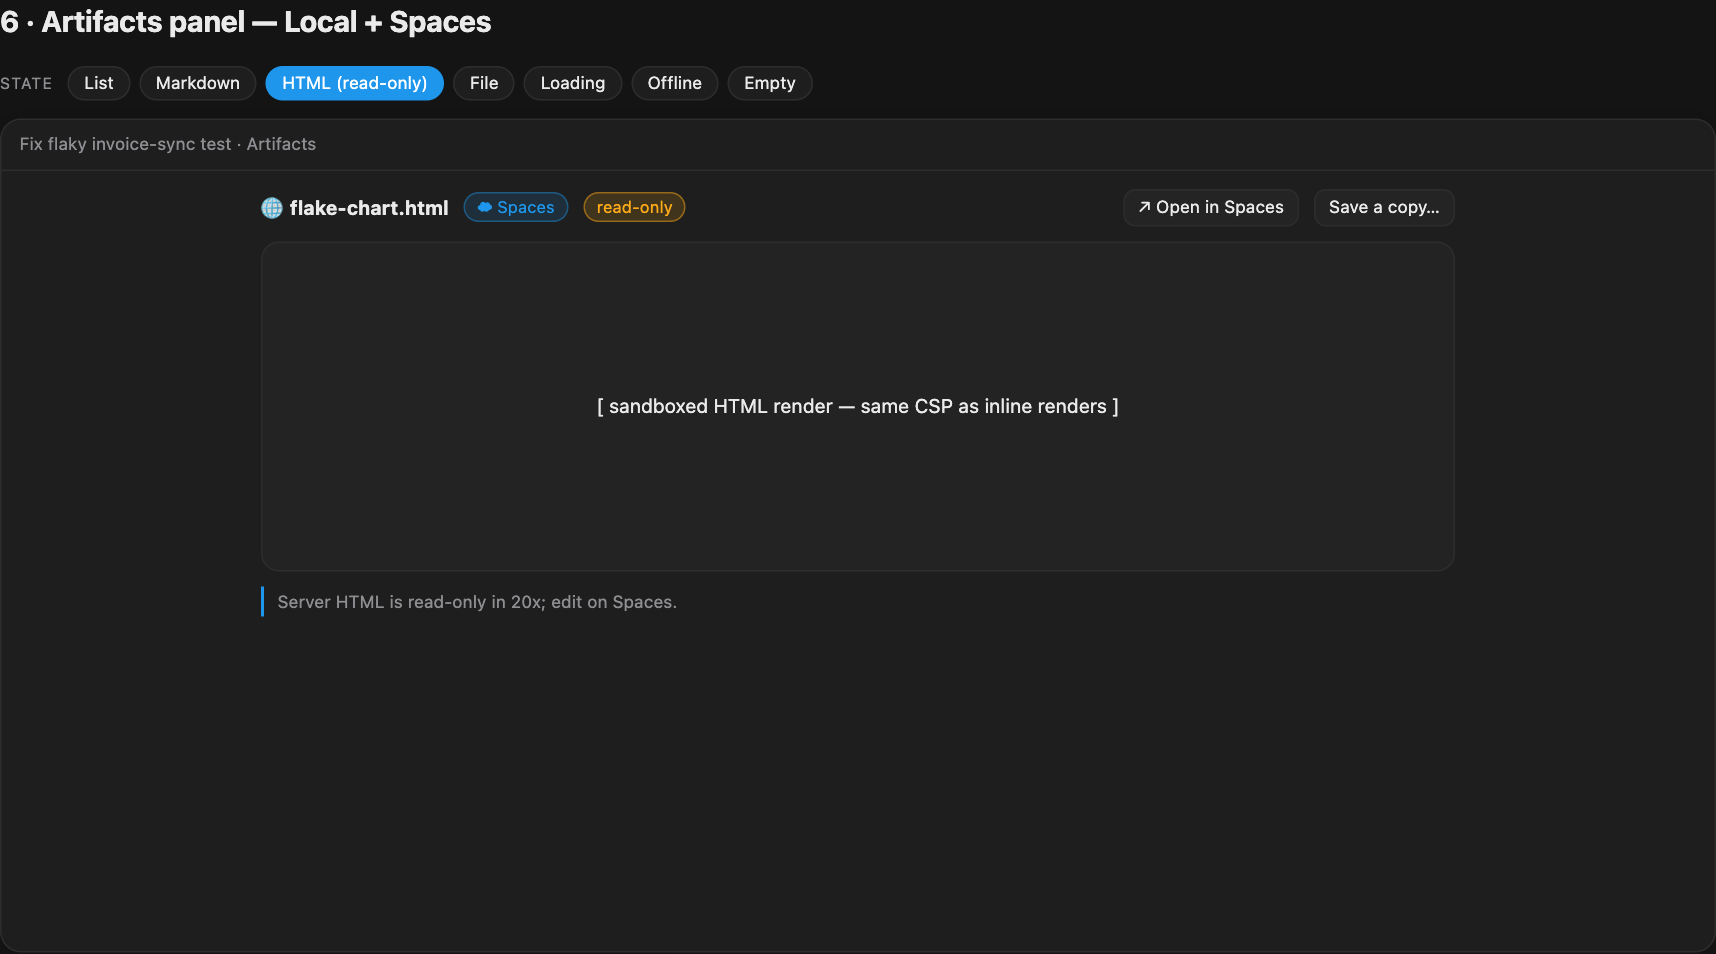 6 · Artifacts panel — Local + Spaces
STATE List Markdown HTML (read-only) File Loading Offline Empty
Fix flaky invoice-sync test · Artifacts
flake-chart.html Spaces read-only ↗ Open in Spaces Save a copy...
[ sandboxed HTML render — same CSP as inline renders ]
Server HTML is read-only in 20x; edit on Spaces.